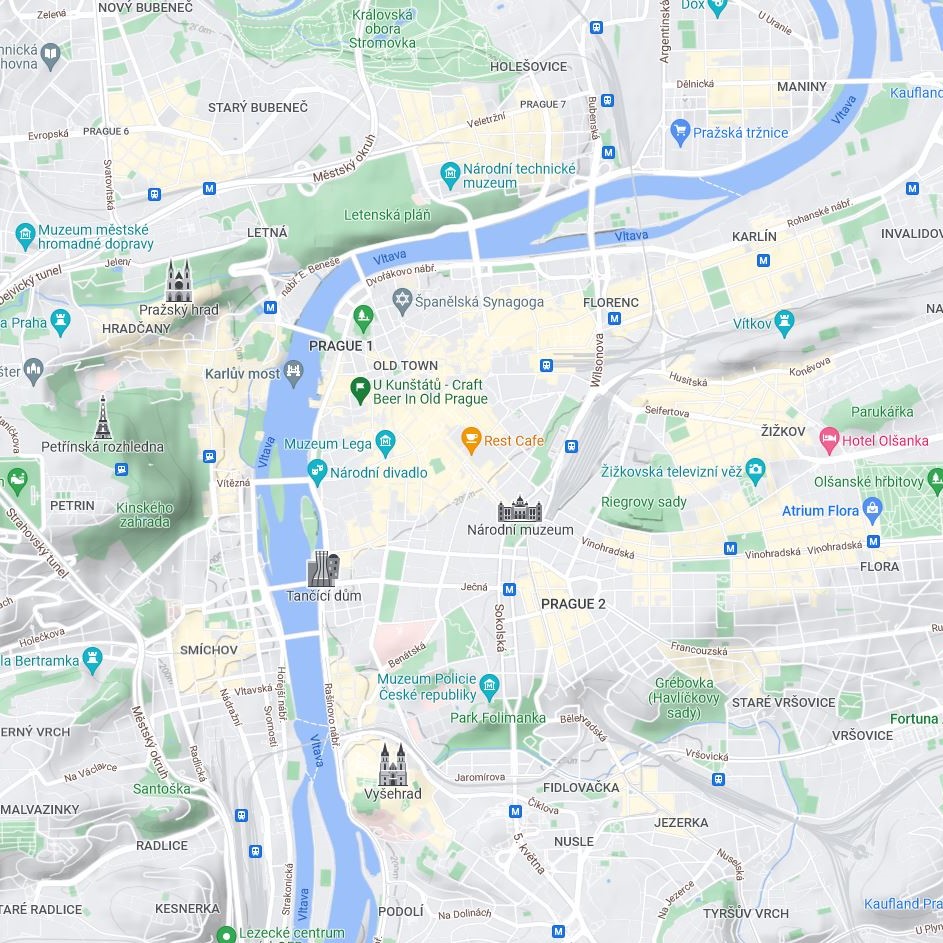 NOVÝ BUBENEČ
Zelená
Královská
obora
Stromovka
Argentinská
Dox
U Uranie
hnická
hovna
HOLEŠOVICE
Dělnická
MANINY
Kaufland
STARÝ BUBENEČ
PRAGUE 7
Bubenská
Vltava
Evropská
PRAGUE 6
Veletržní
Pražská tržnice
Svatovítská
Městský okruh
M
Národní technické
muzeum
M
M
Letenská pláň
Rohanské nábř.
Muzeum městské
hromadné dopravy
LETNÁ
Vltava
Vltava
KARLÍN
INVALIDOV
Dejvický tunel
Jelení
nábř. E. Beneše
Dvořákovo nábř.
M
Pražský hrad
M
Španělská Synagoga
FLORENC
a Praha
HRADČANY
M
Vítkov
NA
PRAGUE 1
Wilsonova
šter
Karlův most
OLD TOWN
Husitská
Koněvova
U Kunštátů - Craft
Beer In Old Prague
Seifertova
Parukářka
Petřínská rozhledna
Vltava
Muzeum Lega
Rest Cafe
ŽIŽKOV
Hotel Olšanka
Národní divadlo
Žižkovská televizní věž
Vítězná
Olšanské hřbitovy
PETRIN
Kinského
zahrada
200m
Riegrovy sady
Atrium Flora
Strahovský tunel
Národní muzeum
Vinohradská
M
Vinohradská
Vinohradská
M
FLORA
Tančící dům
Ječná
M
PRAGUE 2
Sokolská
Holečkova
SMÍCHOV
Benátská
Francouzská
la Bertramka
200m
Vltavská
Nádražní
Svornosti
Hořejší nábř.
Rašínovo nábř.
Muzeum Policie
České republiky
Grébovka
(Havlíčkovy
sady)
STARÉ VRŠOVICE
Park Folimanka
Bělehradská
Fortuna
ERNÝ VRCH
Městský okruh
Radlická
Vltava
VRŠOVICE
Vršovická
Na Václavce
Vyšehrad
Jaromírova
FIDLOVAČKA
Santoška
MALVAZINKY
Čiklova
M
JEZERKA
RADLICE
5. května
NUSLE
Nuselská
200m
Strakonická
Vltava
Na Jezerce
TARÉ RADLICE
KESNERKA
PODOLÍ
Na Dolinách
TYRŠŮV VRCH
Kaufland Pra
M
Lezecké centrum
U Plyn